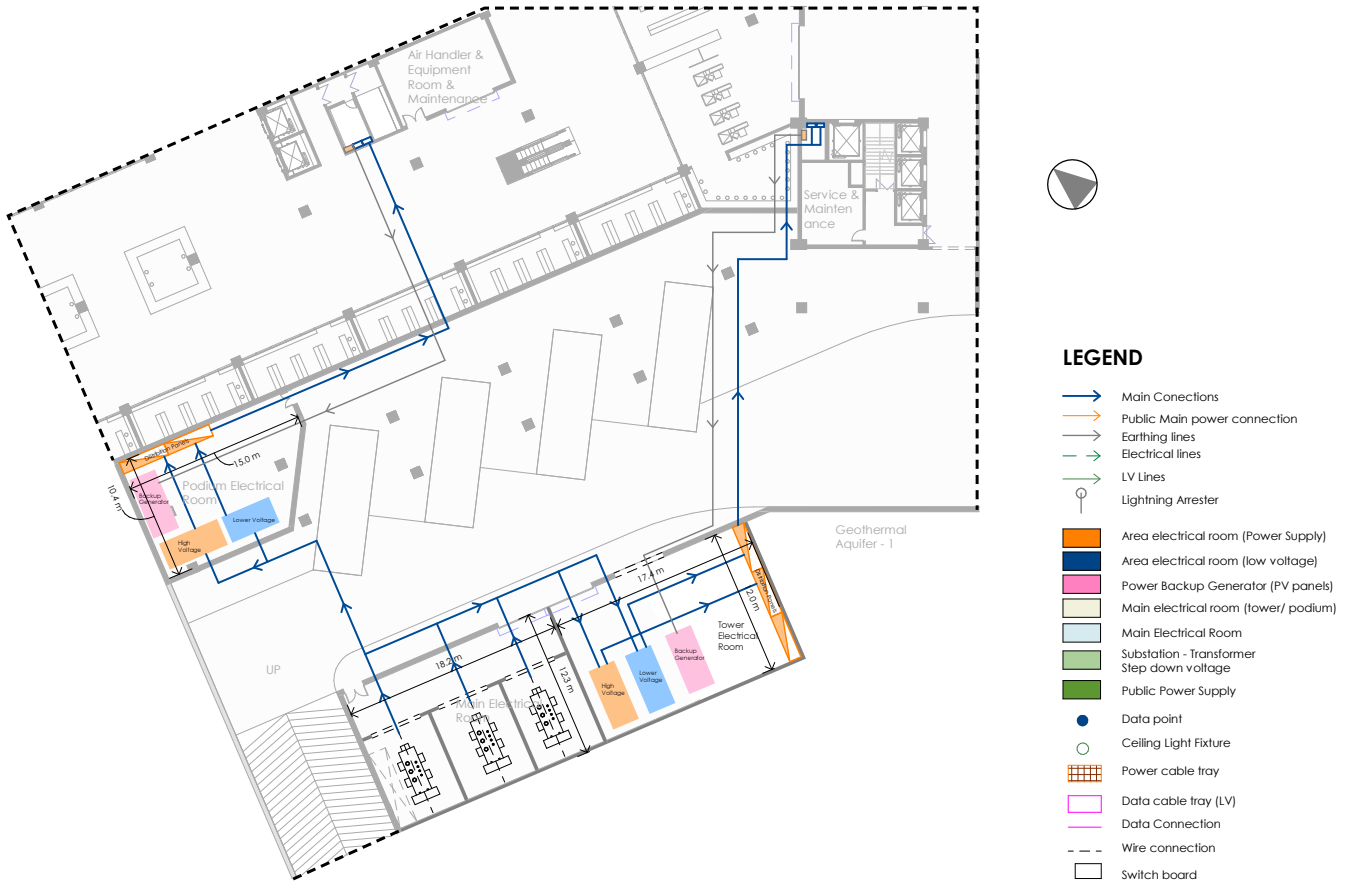 Air Handler &
Equipment
Room &
Maintenance
Service &
Mainten
ance
15.0 m
10.4 m
Backup
Generator
Podium Electrical
Room
Lower Voltage
High
Voltage
Geothermal
Aquifer - 1
17.4 m
Tower
Electrical
Room
Backup
Generator
Lower
Voltage
High
Voltage
UP
18.2 m
12.3 m
Main Electrical
Room
LEGEND
Main Conections
Public Main power connection
Earthing lines
Electrical lines
LV Lines
Lightning Arrester
Area electrical room (Power Supply)
Area electrical room (low voltage)
Power Backup Generator (PV panels)
Main electrical room (tower/ podium)
Main Electrical Room
Substation - Transformer
Step down voltage
Public Power Supply
Data point
Ceiling Light Fixture
Power cable tray
Data cable tray (LV)
Data Connection
Wire connection
Switch board